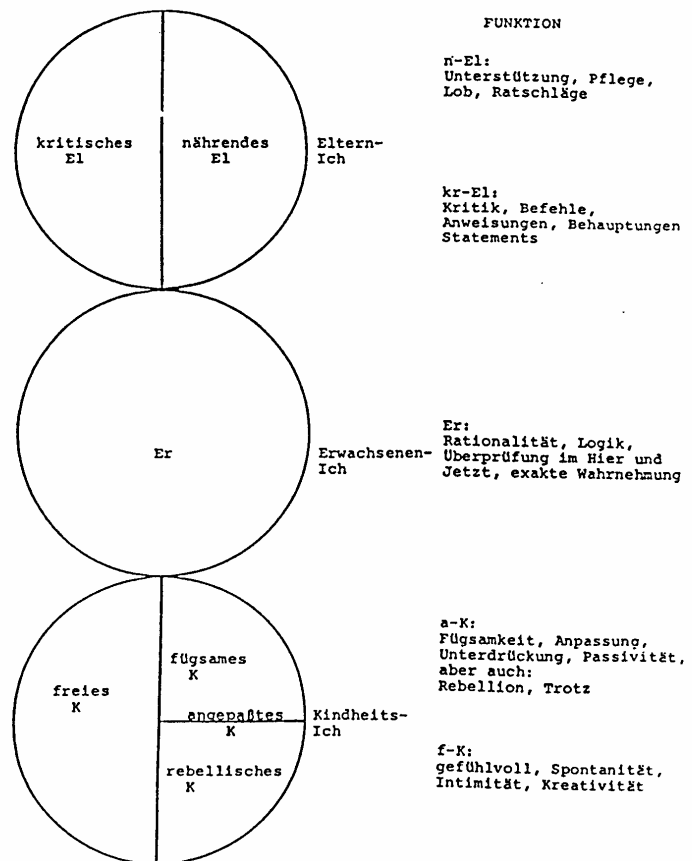 FUNKTION
n-El:
Unterstützung, Pflege,
Lob, Ratschläge
kritisches
El
nährendes
El
Eltern-
Ich
kr-El:
Kritik, Befehle,
Anweisungen, Behauptungen
Statements
Er
Erwachsenen-
Ich
Er:
Rationalität, Logik,
Überprüfung im Hier und
Jetzt, exakte Wahrnehmung
freies
K
fügsames
K
angepaßtes
K
rebellisches
K
Kindheits-
Ich
a-K:
Fügsamkeit, Anpassung,
Unterdrückung, Passivität,
aber auch:
Rebellion, Trotz
f-K:
gefühlvoll, Spontanität,
Intimität, Kreativität